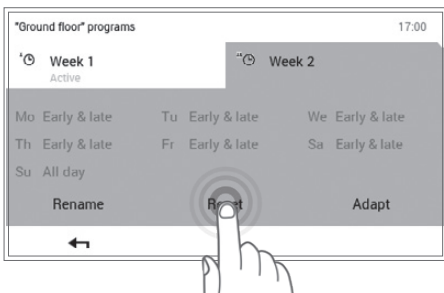 "Ground floor" programs 17:00
Week 1 Week 2
Active
Mo Early & late Tu Early & late We Early & late
Th Early & late Fr Early & late Sa Early & late
Su All day
Rename Reset Adapt